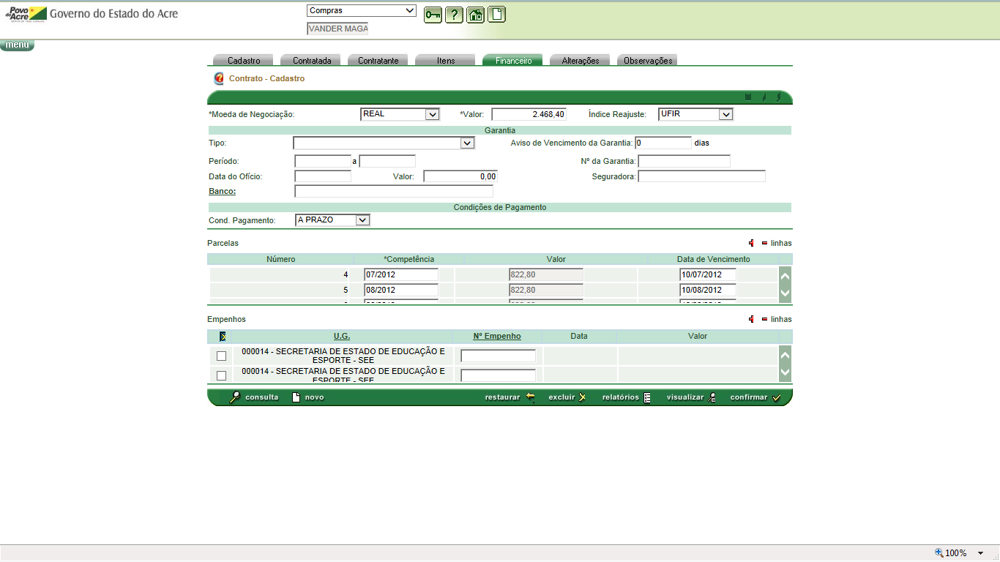 Povo do Acre Governo do Estado do Acre
Compras
VANDER MAGA
menu
Cadastro Contratada Contratante Itens Financeiro Alterações Observações
Contrato - Cadastro
*Moeda de Negociação: REAL *Valor: 2.468,40 Índice Reajuste: UFIR
Garantia
Tipo: Aviso de Vencimento da Garantia: 0 dias
Período: a Nº da Garantia:
Data do Ofício: Valor: 0,00 Seguradora:
Banco:
Condições de Pagamento
Cond. Pagamento: A PRAZO
Parcelas linhas
Número *Competência Valor Data de Vencimento
4 07/2012 822,80 10/07/2012
5 08/2012 822,80 10/08/2012
Empenhos linhas
U.G. Nº Empenho Data Valor
000014 - SECRETARIA DE ESTADO DE EDUCAÇÃO E
ESPORTE - SEE
000014 - SECRETARIA DE ESTADO DE EDUCAÇÃO E
ESPORTE - SEE
consulta novo restaurar excluir relatórios visualizar confirmar
100%